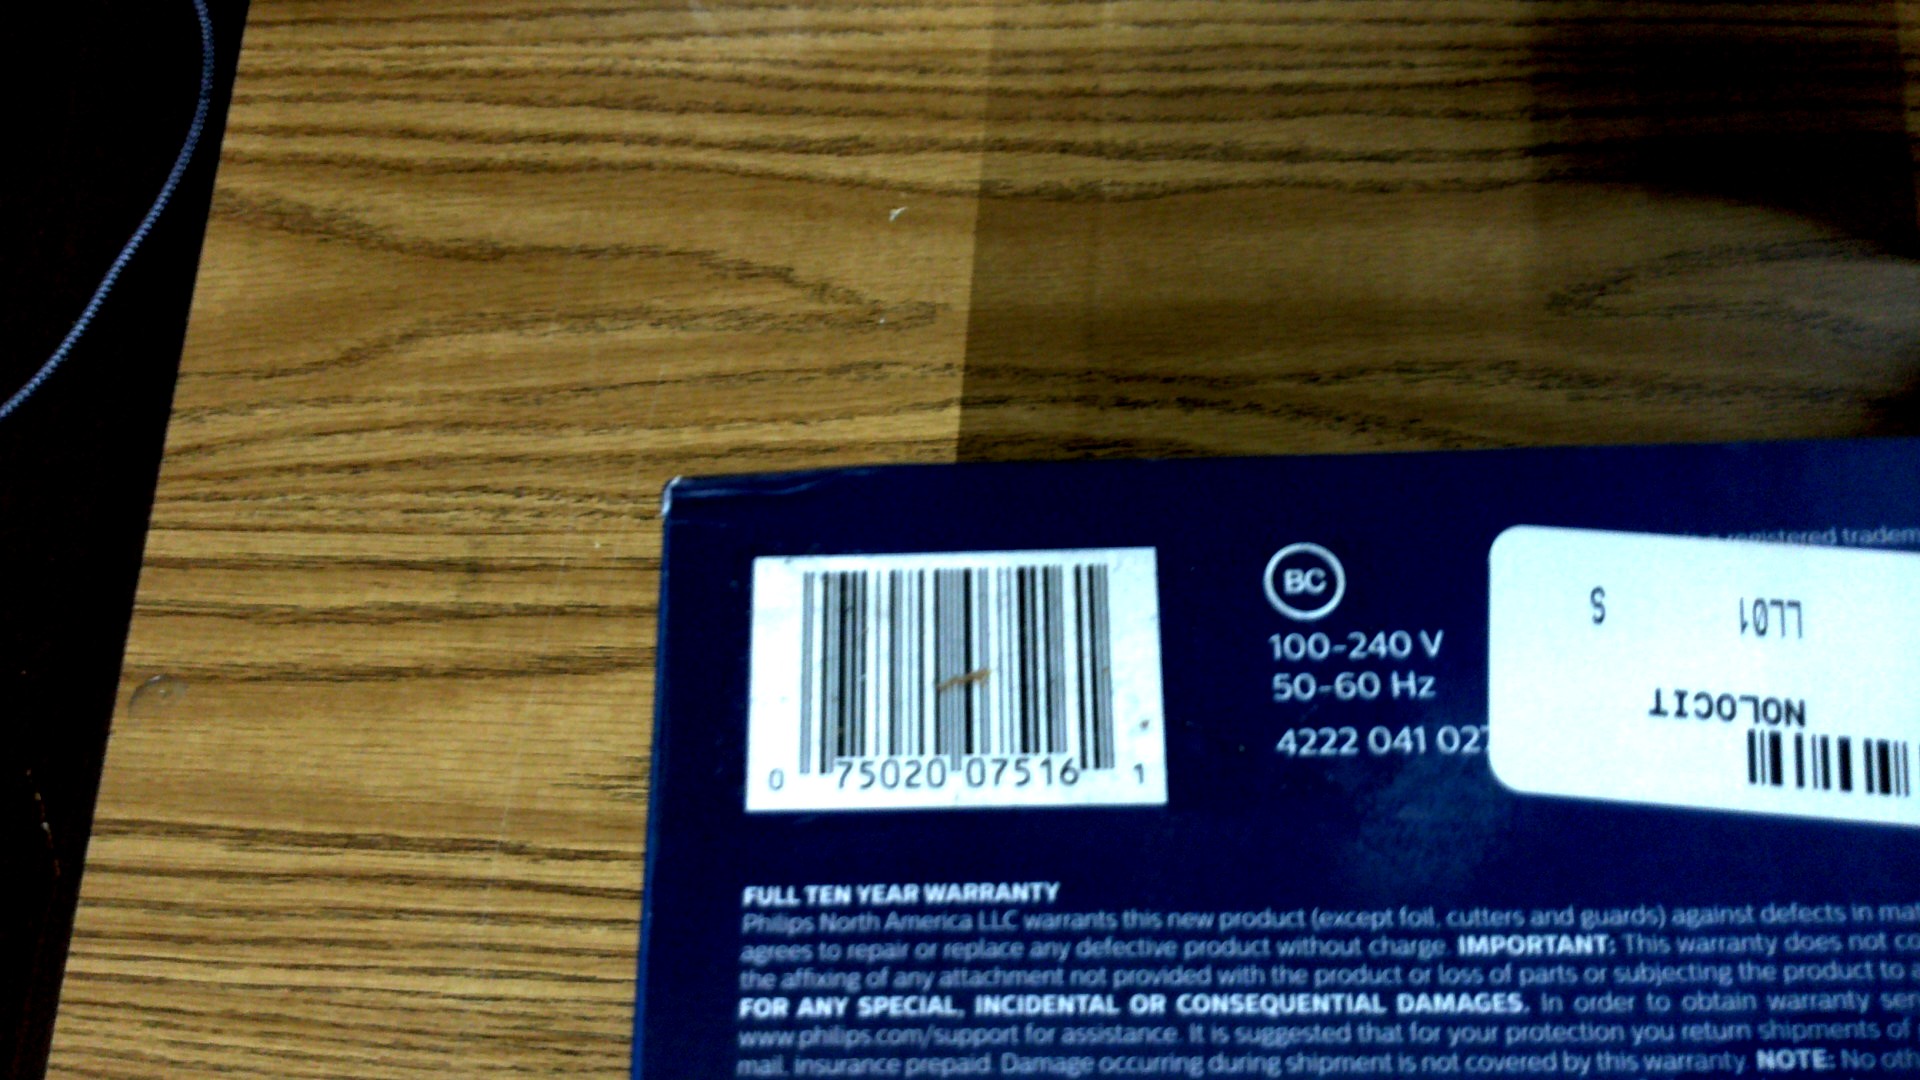 registered tradem
BC
100-240 V
50-60 Hz
4222 041 027
S LL01
NOLOCIT
0 75020 07516 1
FULL TEN YEAR WARRANTY
Philips North America LLC warrants this new product (except foil, cutters and guards) against defects in mat
agrees to repair or replace any defective product without charge. IMPORTANT: This warranty does not co
the affixing of any attachment not provided with the product or loss of parts or subjecting the product to a
FOR ANY SPECIAL, INCIDENTAL OR CONSEQUENTIAL DAMAGES. In order to obtain warranty ser
www.philips.com/support for assistance. It is suggested that for your protection you return shipments of
mail, insurance prepaid. Damage occurring during shipment is not covered by this warranty. NOTE: No oth